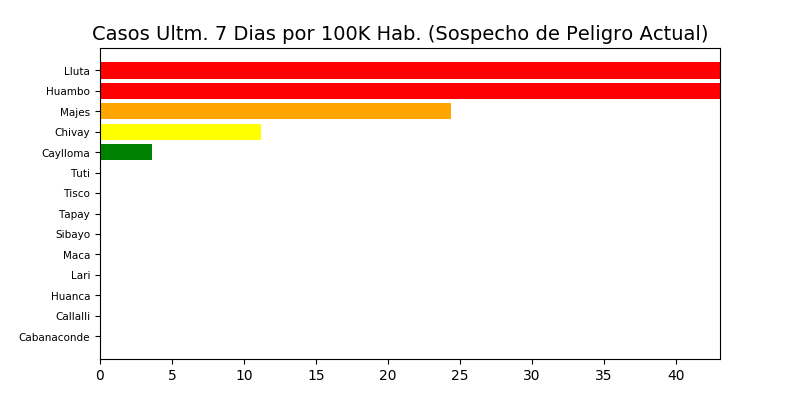 Casos Ultm. 7 Dias por 100K Hab. (Sospecho de Peligro Actual)
Lluta
Huambo
Majes
Chivay
Caylloma
Tuti
Tisco
Tapay
Sibayo
Maca
Lari
Huanca
Callalli
Cabanaconde
0 5 10 15 20 25 30 35 40